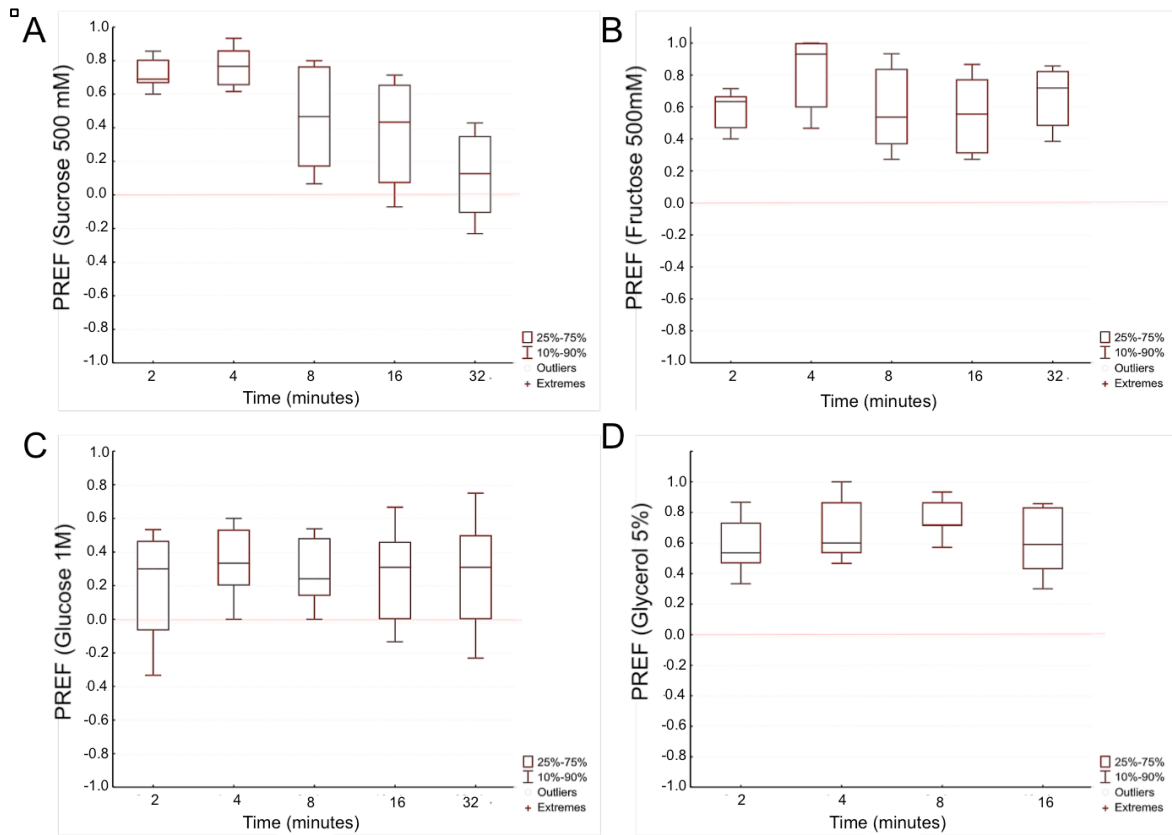 A
PREF (Sucrose 500 mM)
1.0
0.8
0.6
0.4
0.2
0.0
-0.2
-0.4
-0.6
-0.8
-1.0
2 4 8 16 32
Time (minutes)
25%-75%
10%-90%
Outliers
Extremes
B
PREF (Fructose 500mM)
1.0
0.8
0.6
0.4
0.2
0.0
-0.2
-0.4
-0.6
-0.8
-1.0
2 4 8 16 32
Time (minutes)
25%-75%
10%-90%
Outliers
Extremes
C
PREF (Glucose 1M)
1.0
0.8
0.6
0.4
0.2
0.0
-0.2
0.4
-0.6
-0.8
-1.0
2 4 8 16 32
Time (minutes)
25%-75%
10%-90%
Outliers
Extremes
D
PREF (Glycerol 5%)
1.0
0.8
0.6
0.4
0.2
0.0
-0.2
-0.4
-0.6
-0.8
-1.0
2 4 8 16
Time (minutes)
25%-75%
10%-90%
Outliers
Extremes